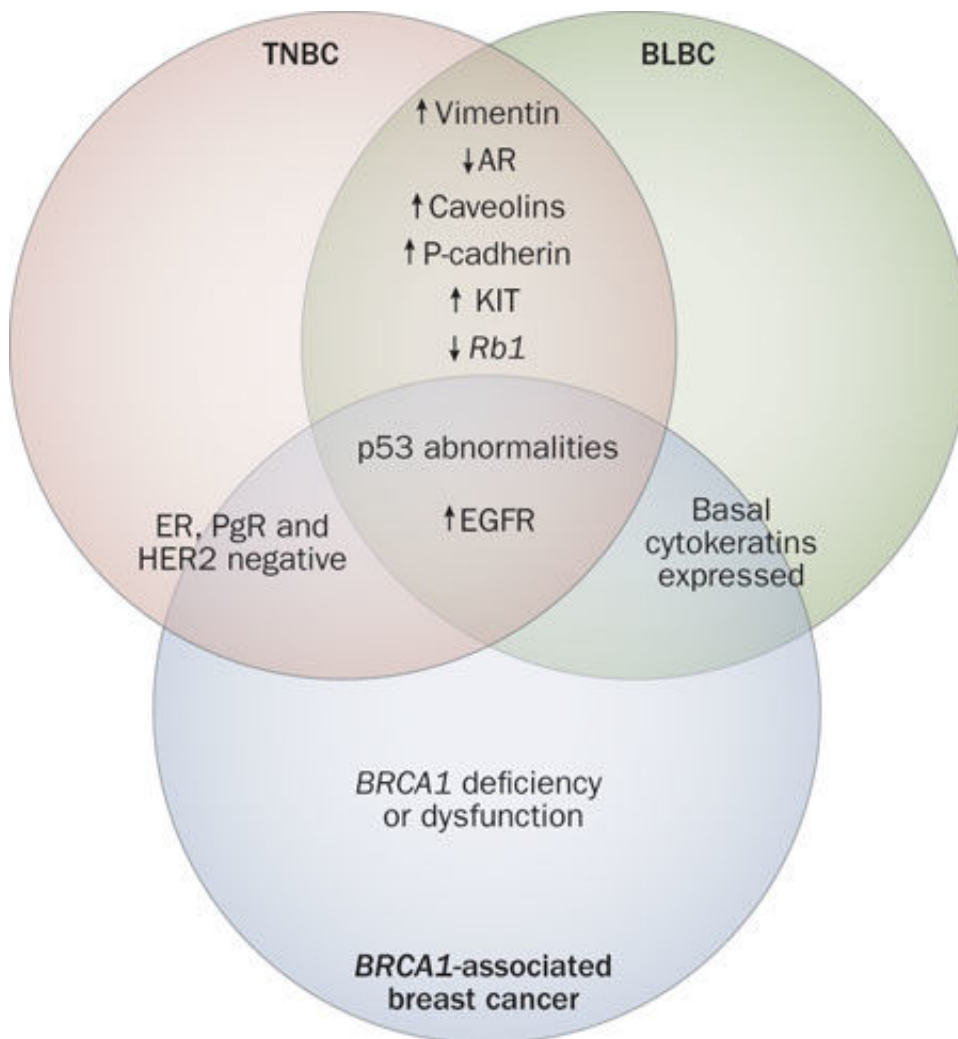 TNBC
BLBC
↑ Vimentin
↓ AR
↑ Caveolins
↑ P-cadherin
↑ KIT
↓ Rb1
p53 abnormalities
↑ EGFR
ER, PgR and
HER2 negative
Basal
cytokeratins
expressed
BRCA1 deficiency
or dysfunction
BRCA1-associated
breast cancer